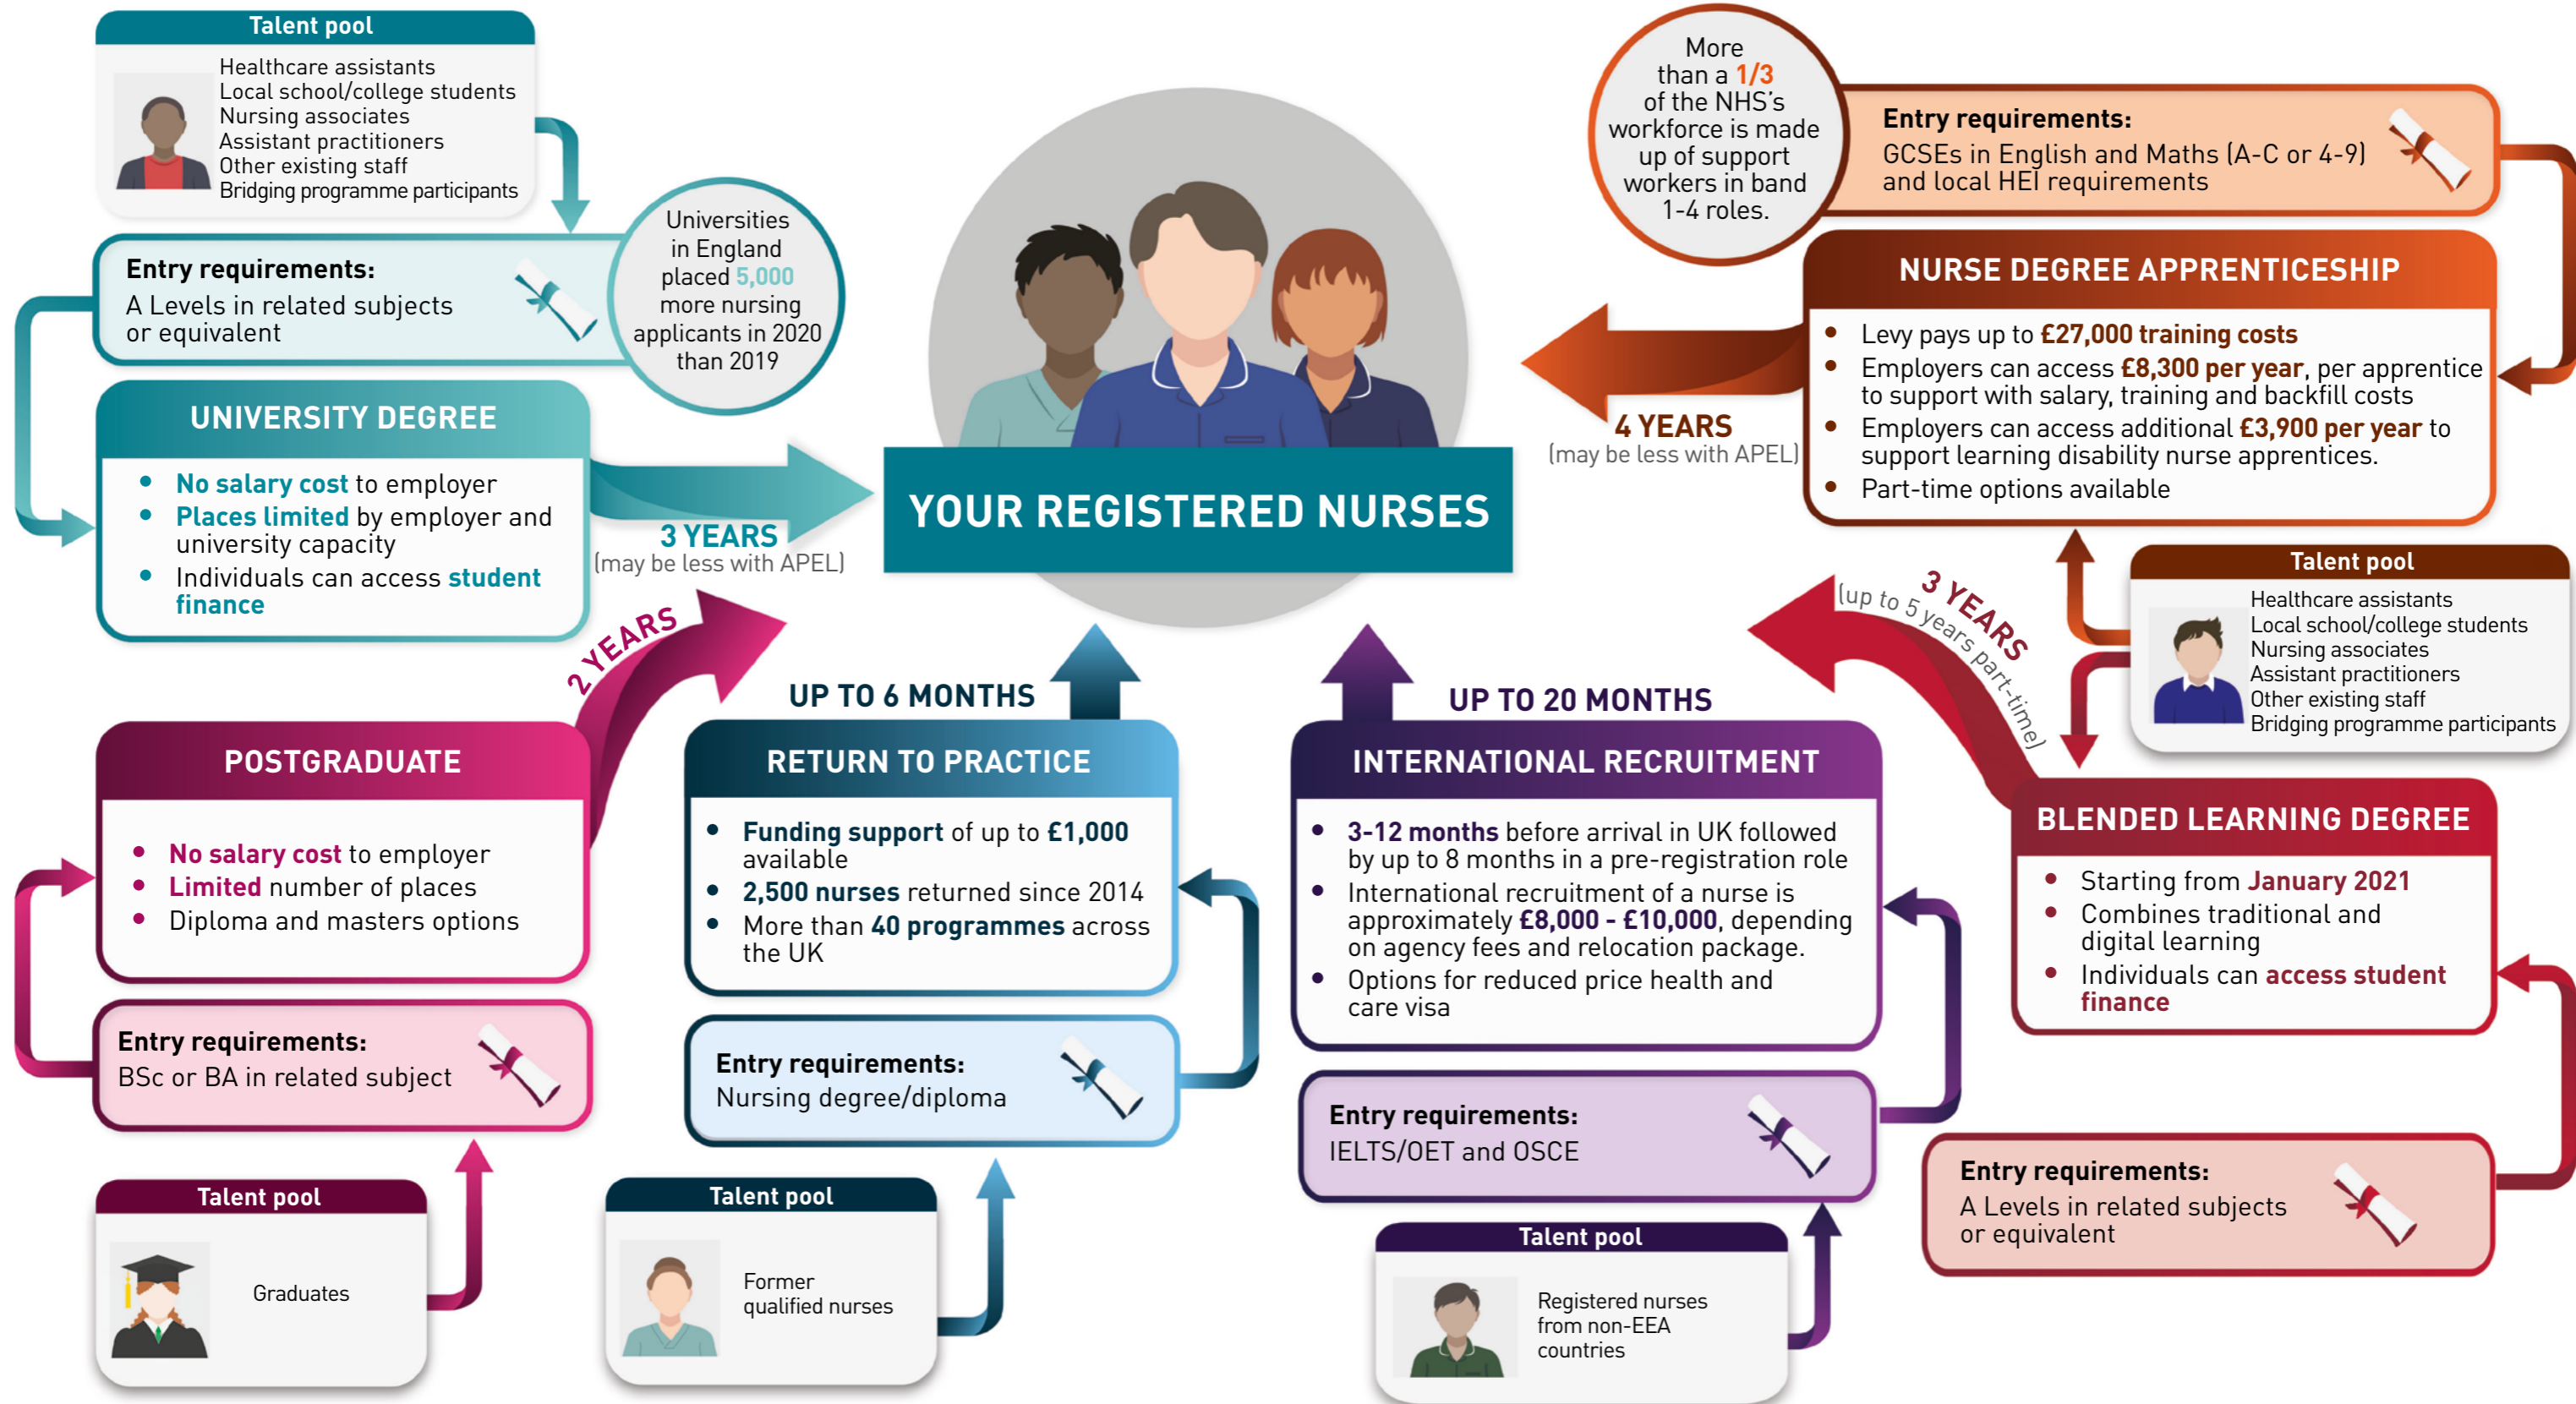 Talent pool
Healthcare assistants
Local school/college students
Nursing associates
Assistant practitioners
Other existing staff
Bridging programme participants
Entry requirements:
A Levels in related subjects
or equivalent
Universities
in England
placed 5,000
more nursing
applicants in 2020
than 2019
UNIVERSITY DEGREE
• No salary cost to employer
• Places limited by employer and
university capacity
• Individuals can access student
finance
3 YEARS
(may be less with APEL)
YOUR REGISTERED NURSES
More
than a 1/3
of the NHS's
workforce is made
up of support
workers in band
1-4 roles.
Entry requirements:
GCSEs in English and Maths (A-C or 4-9)
and local HEI requirements
NURSE DEGREE APPRENTICESHIP
• Levy pays up to £27,000 training costs
• Employers can access £8,300 per year, per apprentice
to support with salary, training and backfill costs
• Employers can access additional £3,900 per year to
support learning disability nurse apprentices.
• Part-time options available
4 YEARS
(may be less with APEL)
Talent pool
Healthcare assistants
Local school/college students
Nursing associates
Assistant practitioners
Other existing staff
Bridging programme participants
2 YEARS
POSTGRADUATE
• No salary cost to employer
• Limited number of places
• Diploma and masters options
Entry requirements:
BSc or BA in related subject
Talent pool
Graduates
UP TO 6 MONTHS
RETURN TO PRACTICE
• Funding support of up to £1,000
available
• 2,500 nurses returned since 2014
• More than 40 programmes across
the UK
Entry requirements:
Nursing degree/diploma
Talent pool
Former
qualified nurses
UP TO 20 MONTHS
INTERNATIONAL RECRUITMENT
• 3-12 months before arrival in UK followed
by up to 8 months in a pre-registration role
• International recruitment of a nurse is
approximately £8,000 - £10,000, depending
on agency fees and relocation package.
• Options for reduced price health and
care visa
Entry requirements:
IELTS/OET and OSCE
Talent pool
Registered nurses
from non-EEA
countries
3 YEARS
(up to 5 years part-time)
BLENDED LEARNING DEGREE
• Starting from January 2021
• Combines traditional and
digital learning
• Individuals can access student
finance
Entry requirements:
A Levels in related subjects
or equivalent